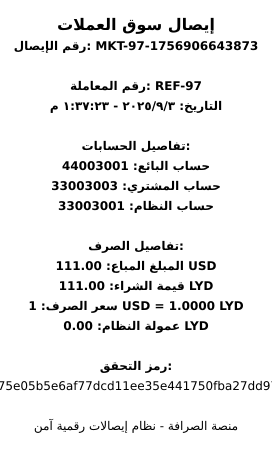 إيصال سوق العملات
رقم الإيصال: MKT-97-1756906643873
رقم المعاملة: REF-97
التاريخ: ٢٠٢٥/٩/٣ - ١:٣٧:٢٣ م
تفاصيل الحسابات:
حساب البائع: 44003001
حساب المشتري: 33003003
حساب النظام: 33003001
تفاصيل الصرف:
المبلغ المباع: 111.00 USD
قيمة الشراء: 111.00 LYD
سعر الصرف: 1 USD = 1.0000 LYD
عمولة النظام: 0.00 LYD
رمز التحقق:
75e05b5e6af77dcd11ee35e441750fba27dd97
منصة الصرافة - نظام إيصالات رقمية آمن